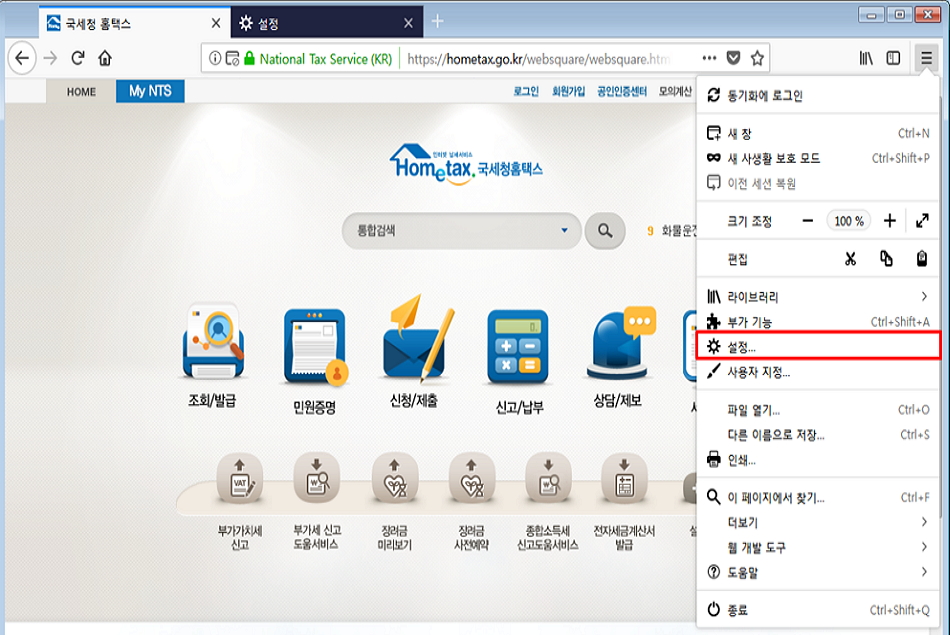 국세청 홈택스
설정
National Tax Service (KR)
https://hometax.go.kr/websquare/websquare.htm
HOME
My NTS
로그인 회원가입 공인인증센터 모의계산
인터넷 납세서비스
Hometax. 국세청홈택스
통합검색
9 화물운전
조회/발급
민원증명
신청/제출
신고/납부
상담/제보
VAT
W
W
부가가치세
신고
부가세 신고
도움서비스
장려금
미리보기
장려금
사전예약
종합소득세
신고도움서비스
전자세금계산서
발급
동기화에 로그인
새 창 Ctrl+N
새 사생활 보호 모드 Ctrl+Shift+P
이전 세션 복원
크기 조정 100 %
편집
라이브러리
부가 기능 Ctrl+Shift+A
설정...
사용자 지정...
파일 열기... Ctrl+O
다른 이름으로 저장... Ctrl+S
인쇄...
이 페이지에서 찾기... Ctrl+F
더보기
웹 개발 도구
도움말
종료 Ctrl+Shift+Q